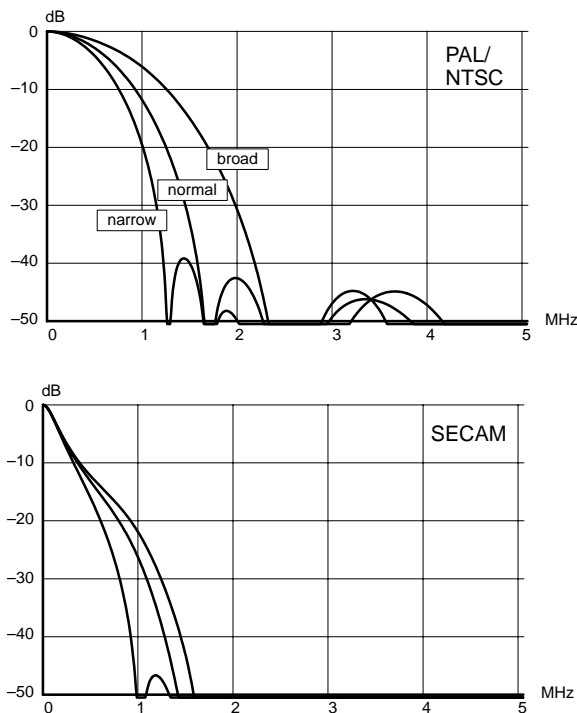 dB
0
PAL/
NTSC
–10
–20
broad
normal
–30
narrow
–40
–50
MHz
0 1 2 3 4 5
dB
0
SECAM
–10
–20
–30
–40
–50
MHz
0 1 2 3 4 5